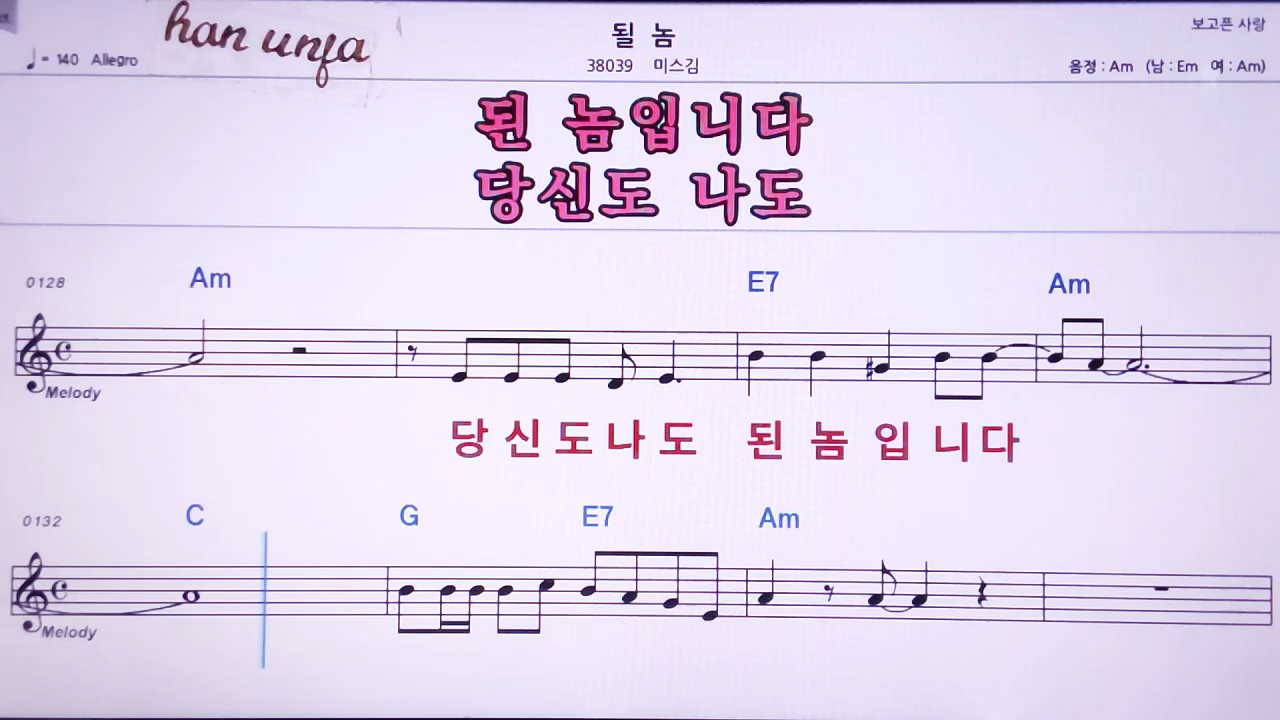 han unfa
될 놈
보고픈 사랑
♩= 140 Allegro
38039 미스김
음정 : Am (남 : Em 여 : Am)
된 놈입니다
당신도 나도
0128 Am E7 Am
Melody
당 신 도 나 도 된 놈 입 니 다
0132 C G E7 Am
Melody